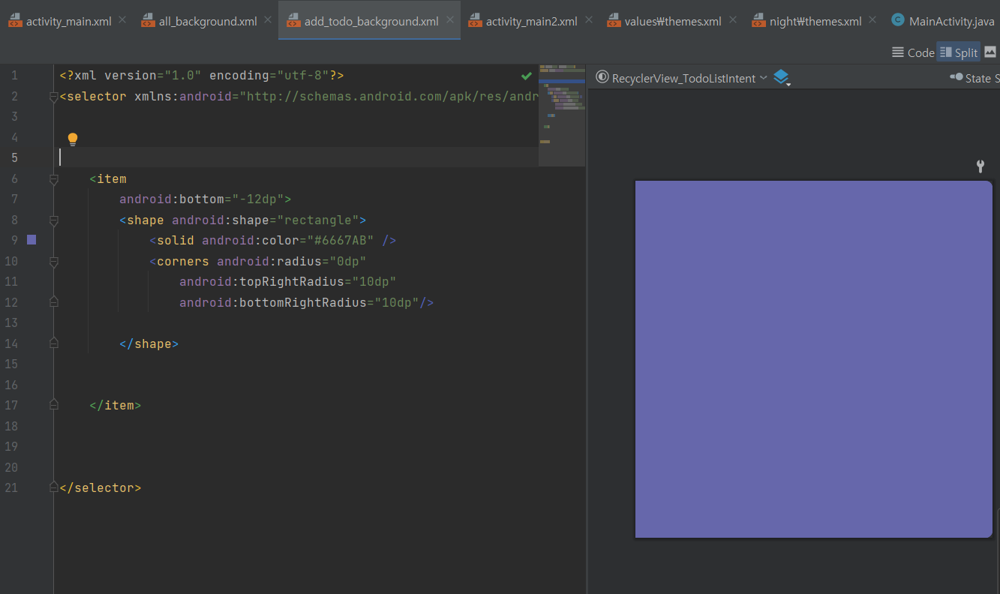 activity_main.xml all_background.xml add_todo_background.xml activity_main2.xml values₩themes.xml night₩themes.xml C MainActivity.java
Code Split
RecyclerView_TodoListIntent State S
1 <?xml version="1.0" encoding="utf-8"?>
2 <selector xmlns:android="http://schemas.android.com/apk/res/andr
3
4
5
6 <item
7 android:bottom="-12dp">
8 <shape android:shape="rectangle">
9 <solid android:color="#6667AB" />
10 <corners android:radius="0dp"
11 android:topRightRadius="10dp"
12 android:bottomRightRadius="10dp"/>
13
14 </shape>
15
16
17 </item>
18
19
20
21 </selector>